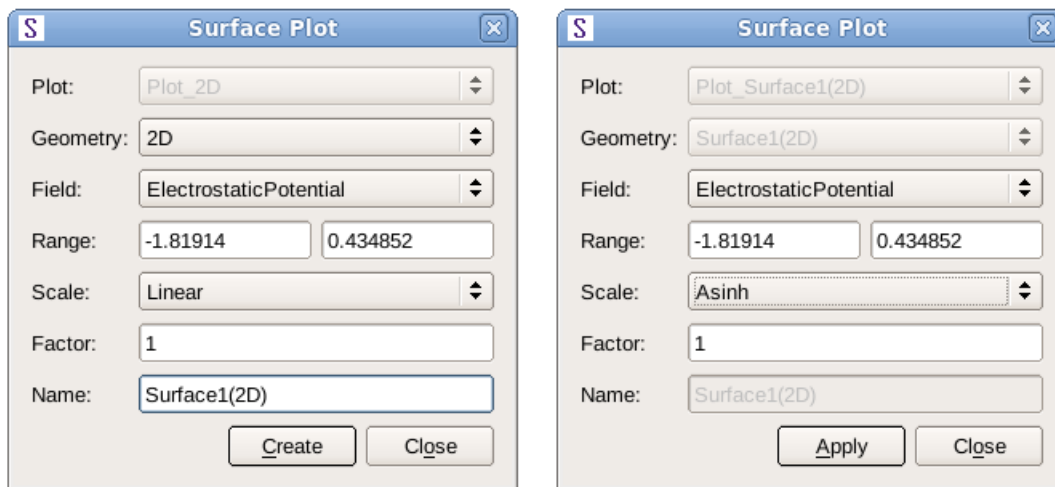 S Surface Plot
Plot: Plot_2D
Geometry: 2D
Field: ElectrostaticPotential
Range: -1.81914 0.434852
Scale: Linear
Factor: 1
Name: Surface1(2D)
Create Close
S Surface Plot
Plot: Plot_Surface1(2D)
Geometry: Surface1(2D)
Field: ElectrostaticPotential
Range: -1.81914 0.434852
Scale: Asinh
Factor: 1
Name: Surface1(2D)
Apply Close